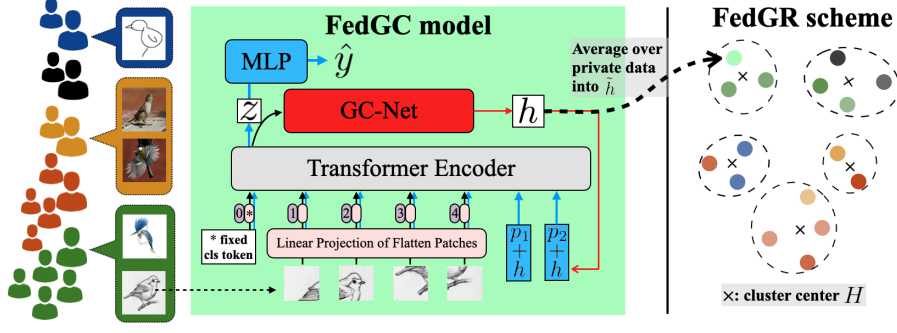 FedGC model
FedGR scheme
MLP
ŷ
Average over
private data
into h̃
z
GC-Net
h
Transformer Encoder
0 * 1 2 3 4
* fixed
cls token
Linear Projection of Flatten Patches
p₁
+
h
p₂
+
h
×: cluster center H